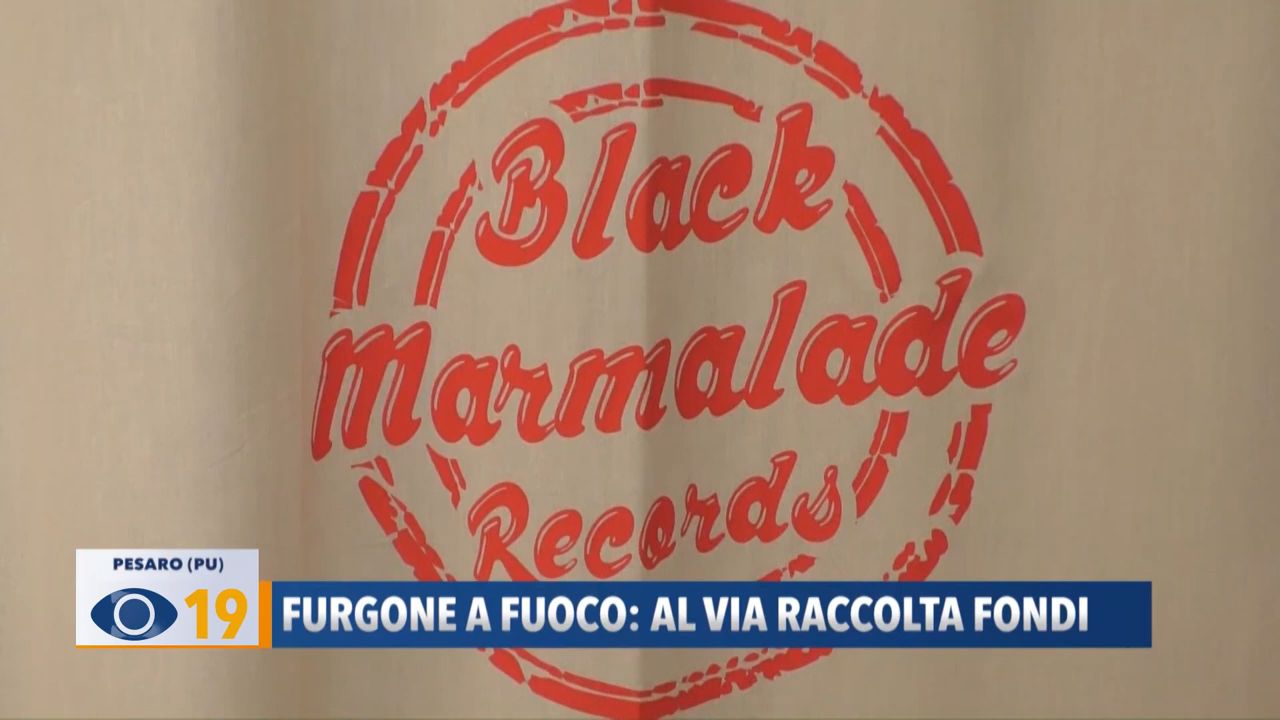 Black
Marmalade
Records
PESARO (PU)
19
FURGONE A FUOCO: AL VIA RACCOLTA FONDI